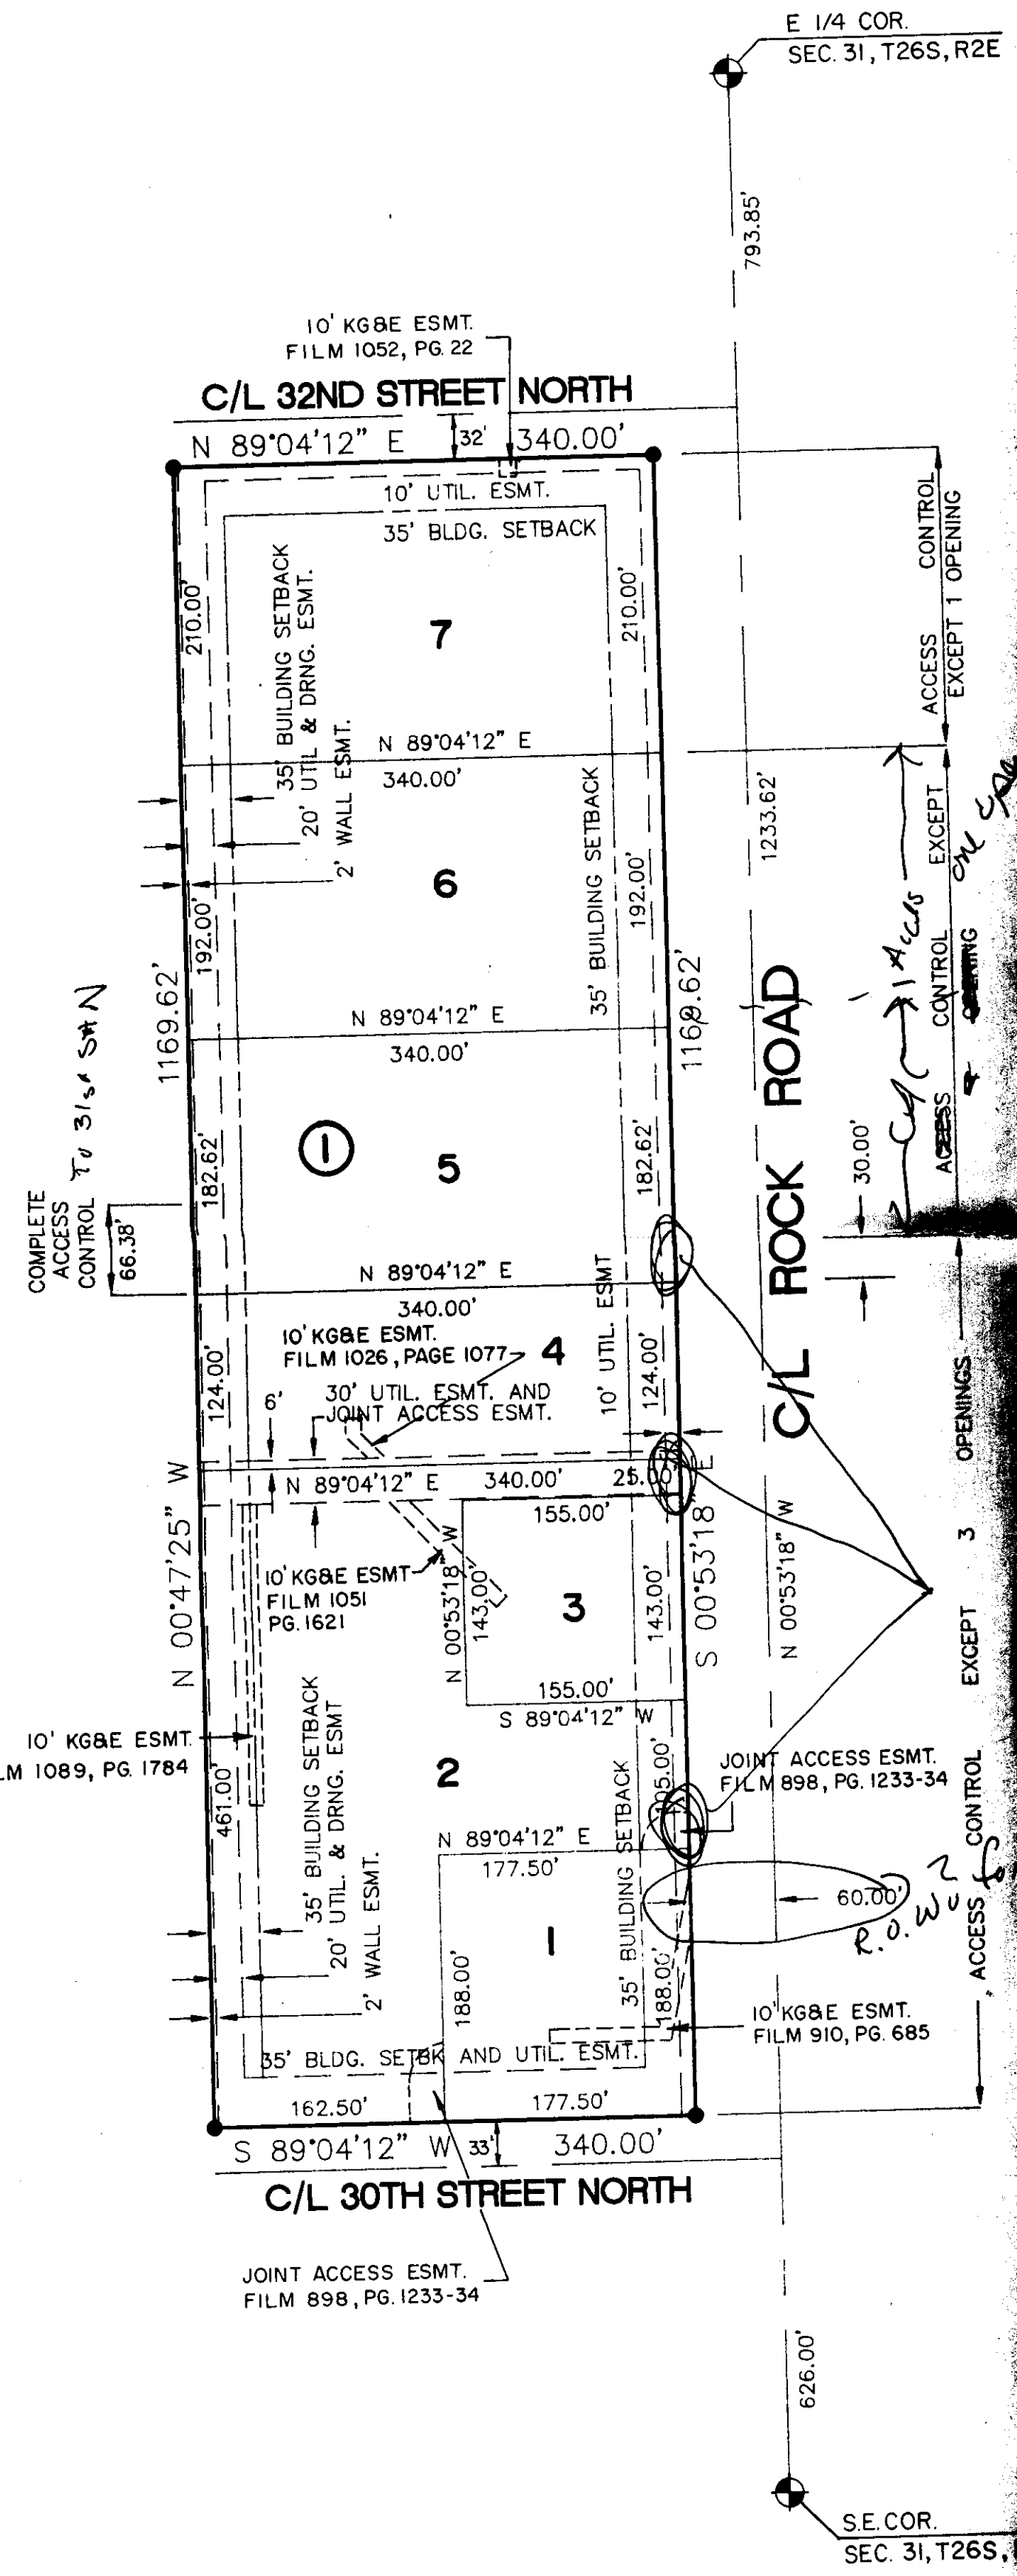 E 1/4 COR.
SEC. 31, T26S, R2E
793.85'
10' KG&E ESMT.
FILM 1052, PG. 22
C/L 32ND STREET NORTH
N 89°04'12" E
32'
340.00'
10' UTIL. ESMT.
35' BLDG. SETBACK
210.00'
35' BUILDING SETBACK
20' UTIL & DRNG. ESMT.
2' WALL ESMT.
7
210.00'
ACCESS CONTROL
EXCEPT 1 OPENING
N 89°04'12" E
340.00'
6
192.00'
35' BUILDING SETBACK
192.00'
1233.62'
1169.62'
1169.62'
N 89°04'12" E
340.00'
C/L ROCK ROAD
ACCESS CONTROL EXCEPT
OPENING
one
1 Access
30.00'
COMPLETE
ACCESS
CONTROL
66.38'
182.62'
1
5
182.62'
N 89°04'12" E
340.00'
10' KG&E ESMT.
FILM 1026, PAGE 1077
4
10' UTIL. ESMT
124.00'
124.00'
6'
30' UTIL. ESMT. AND
JOINT ACCESS ESMT.
N 89°04'12" E
340.00'
25.00'
155.00'
N 00°47'25" W
S 00°53'18" E
N 00°53'18" W
10' KG&E ESMT
FILM 1051
PG. 1621
N 00°53'18" W
143.00'
3
143.00'
155.00'
S 89°04'12" W
ACCESS CONTROL EXCEPT 3 OPENINGS
10' KG&E ESMT.
LM 1089, PG. 1784
461.00'
35' BUILDING SETBACK
20' UTIL. & DRNG. ESMT
2' WALL ESMT.
2
105.00'
JOINT ACCESS ESMT.
FILM 898, PG. 1233-34
N 89°04'12" E
177.50'
35' BUILDING SETBACK
60.00'
R.O.W.?
1
188.00'
188.00'
10' KG&E ESMT.
FILM 910, PG. 685
35' BLDG. SETBK AND UTIL. ESMT.
162.50'
177.50'
S 89°04'12" W
33'
340.00'
C/L 30TH STREET NORTH
JOINT ACCESS ESMT.
FILM 898, PG. 1233-34
626.00'
S.E. COR.
SEC. 31, T26S,